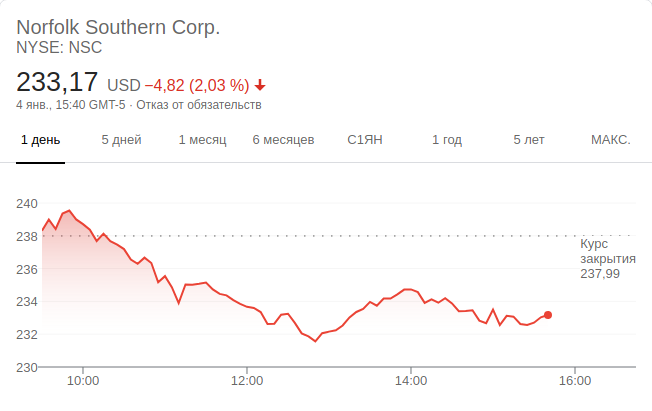 Norfolk Southern Corp.
NYSE: NSC
233,17 USD −4,82 (2,03 %)
4 янв., 15:40 GMT-5 · Отказ от обязательств
1 день 5 дней 1 месяц 6 месяцев С1ЯН 1 год 5 лет МАКС.
240
238
Курс
закрытия
237,99
236
234
232
230
10:00 12:00 14:00 16:00